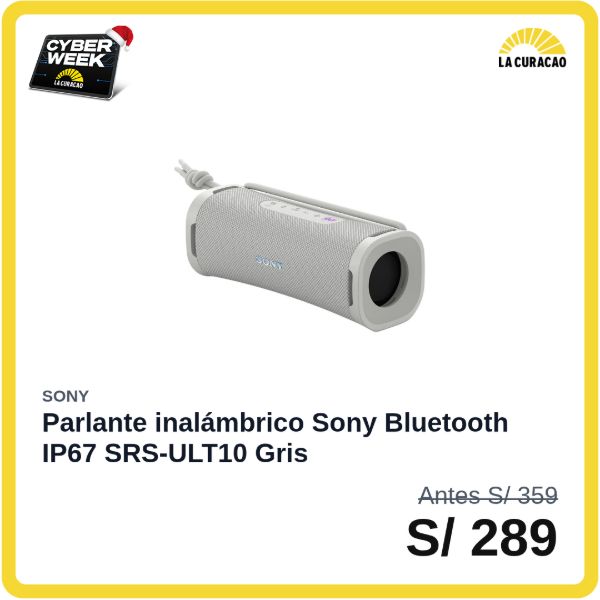 CYBER
WEEK
LA CURACAO
LA CURACAO
SONY
SONY
Parlante inalámbrico Sony Bluetooth
IP67 SRS-ULT10 Gris
Antes S/ 359
S/ 289